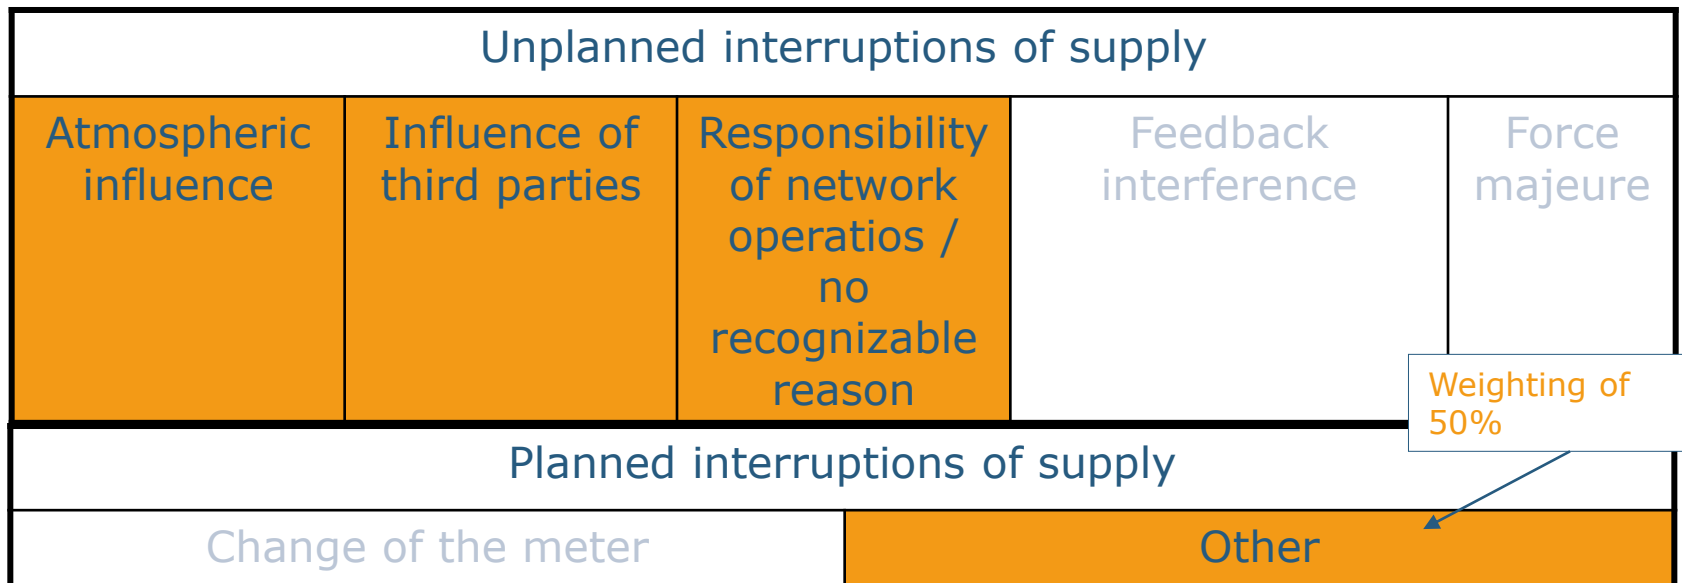 Unplanned interruptions of supply
Atmospheric
influence
Influence of
third parties
Responsibility
of network
operatios /
no
recognizable
reason
Feedback
interference
Force
majeure
Weighting of
50%
Planned interruptions of supply
Change of the meter
Other